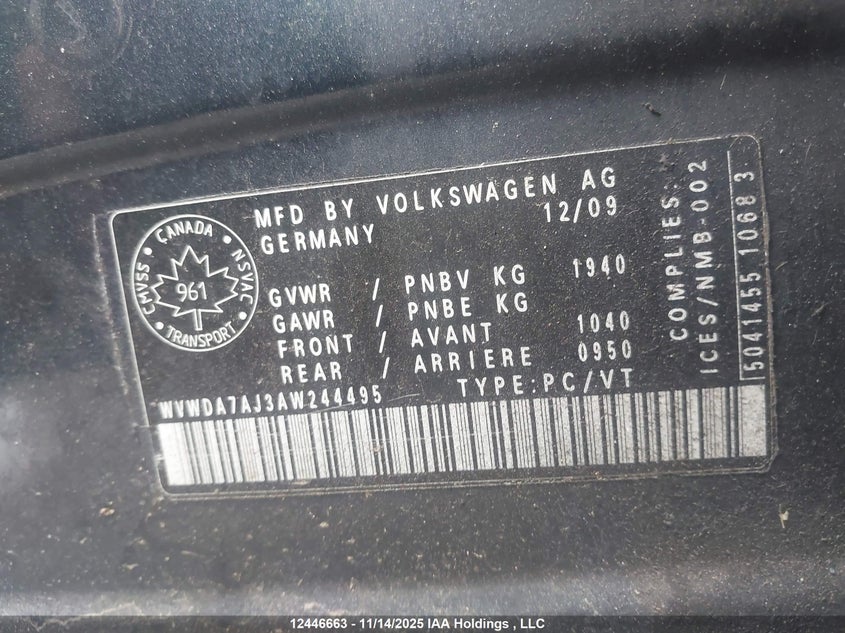 MFD BY VOLKSWAGEN AG
GERMANY 12/09
CMVSS CANADA NSVAC
961
TRANSPORT
GVWR / PNBV KG 1940
GAWR / PNBE KG
FRONT / AVANT 1040
REAR / ARRIERE 0950
WVWDA7AJ3AW244495 TYPE:PC/VT
COMPLIES:
ICES/NMB-002
5041455 1068 3
12446663 - 11/14/2025 IAA Holdings , LLC